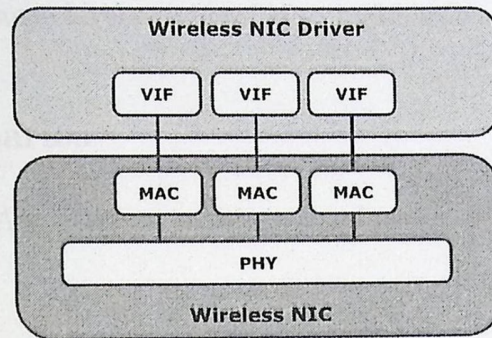 Wireless NIC Driver
VIF VIF VIF
MAC MAC MAC
PHY
Wireless NIC